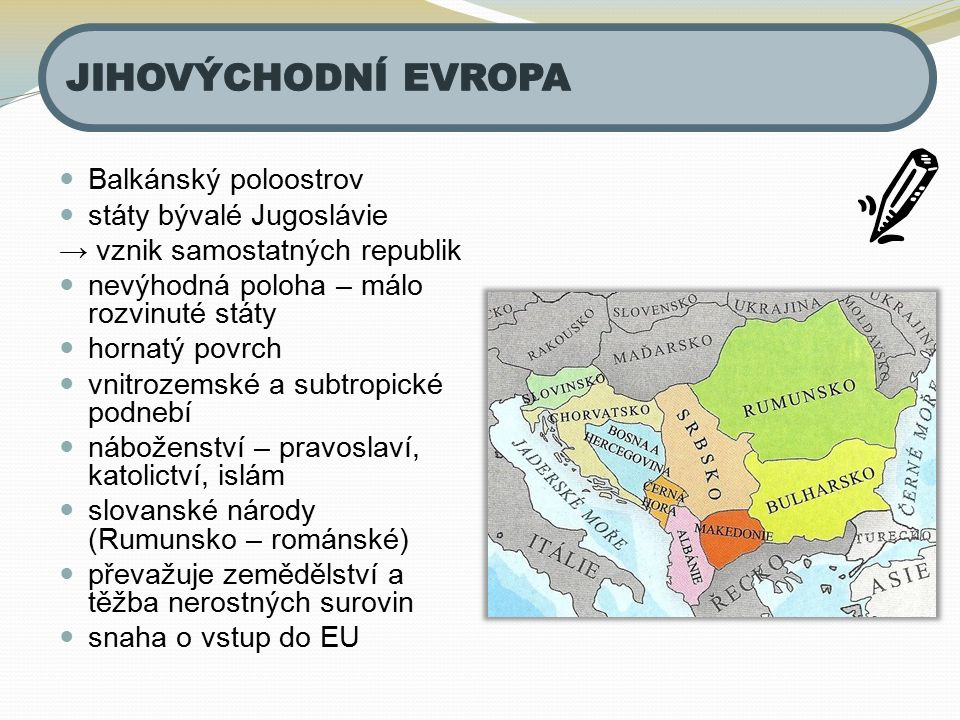 JIHOVÝCHODNÍ EVROPA
• Balkánský poloostrov
• státy bývalé Jugoslávie
→ vznik samostatných republik
• nevýhodná poloha – málo
rozvinuté státy
• hornatý povrch
• vnitrozemské a subtropické
podnebí
• náboženství – pravoslaví,
katolictví, islám
• slovanské národy
(Rumunsko – románské)
• převažuje zemědělství a
těžba nerostných surovin
• snaha o vstup do EU
ČKO
RAKOUSKO
SLOVENSKO
UKRAJINA
MOLDAVSKO
UKRAJINA
MAĎARSKO
SLOVINSKO
CHORVATSKO
BOSNA A
HERCEGOVINA
SRBSKO
RUMUNSKO
ČERNÁ
HORA
BULHARSKO
ČERNÉ MOŘE
JADERSKÉ MOŘE
ALBÁNIE
MAKEDONIE
ITÁLIE
ŘECKO
TURECKO
ASIE